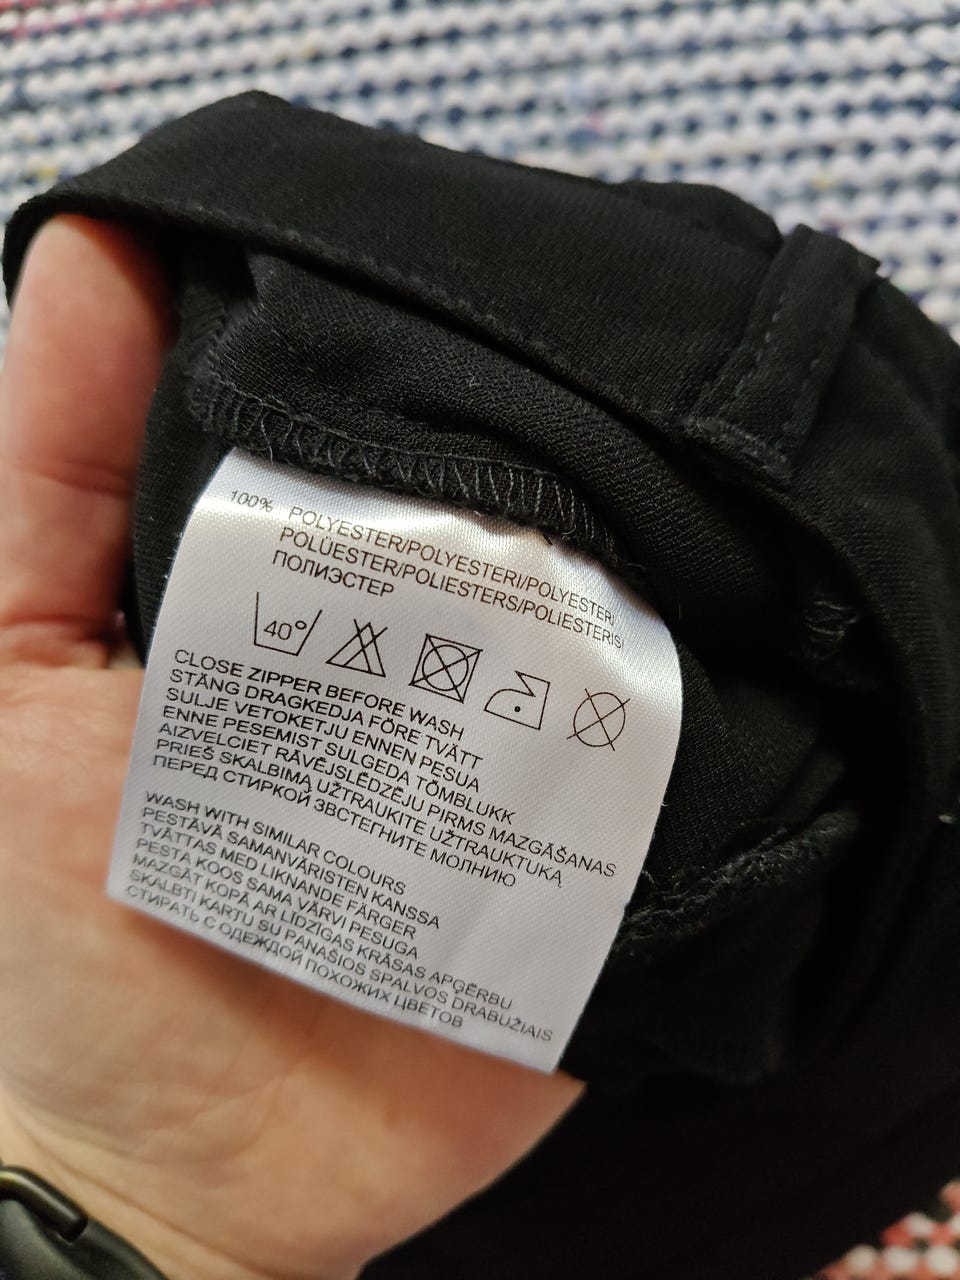 100% POLYESTER/POLYESTERI/POLYESTER/
POLÜESTER/POLIESTERS/POLIESTERIS/
ПОЛИЭСТЕР
40°
CLOSE ZIPPER BEFORE WASH
STÄNG DRAGKEDJA FÖRE TVÄTT
SULJE VETOKETJU ENNEN PESUA
ENNE PESEMIST SULGEDA TÕMBLUKK
AIZVELCIET RĀVĒJSLĒDZĒJU PIRMS MAZGĀŠANAS
PRIEŠ SKALBIMĄ UŽTRAUKITE UŽTRAUKTUKĄ
ПЕРЕД СТИРКОЙ ЗВСТЕГНИТЕ МОЛНИЮ
WASH WITH SIMILAR COLOURS
PESTÄVÄ SAMANVÄRISTEN KANSSA
TVÄTTAS MED LIKNANDE FÄRGER
PESTA KOOS SAMA VÄRVI PESUGA
MAZGĀT KOPĀ AR LĪDZĪGAS KRĀSAS APĢĒRBU
SKALBTI KARTU SU PANAŠIOS SPALVOS DRABUŽIAIS
СТИРАТЬ С ОДЕЖДОЙ ПОХОЖИХ ЦВЕТОВ